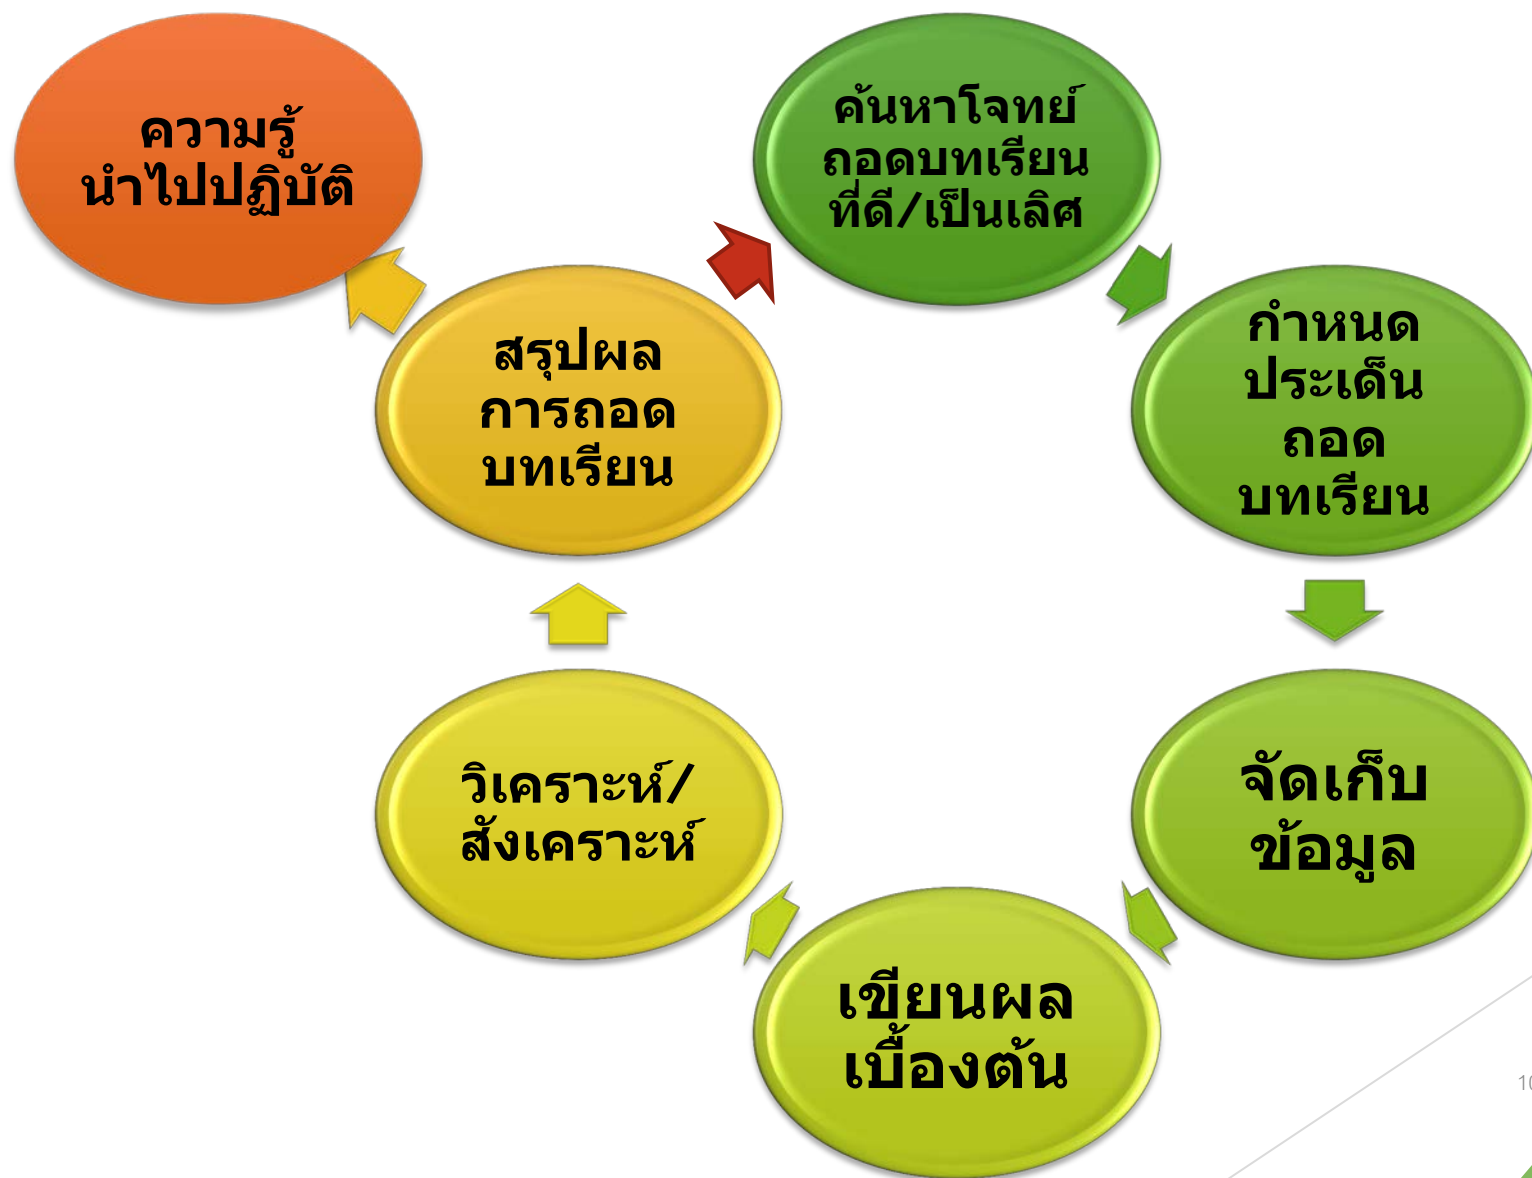 ความรู้
นำไปปฏิบัติ
ค้นหาโจทย์
ถอดบทเรียน
ที่ดี/เป็นเลิศ
กำหนด
ประเด็น
ถอด
บทเรียน
จัดเก็บ
ข้อมูล
เขียนผล
เบื้องต้น
วิเคราะห์/
สังเคราะห์
สรุปผล
การถอด
บทเรียน
10